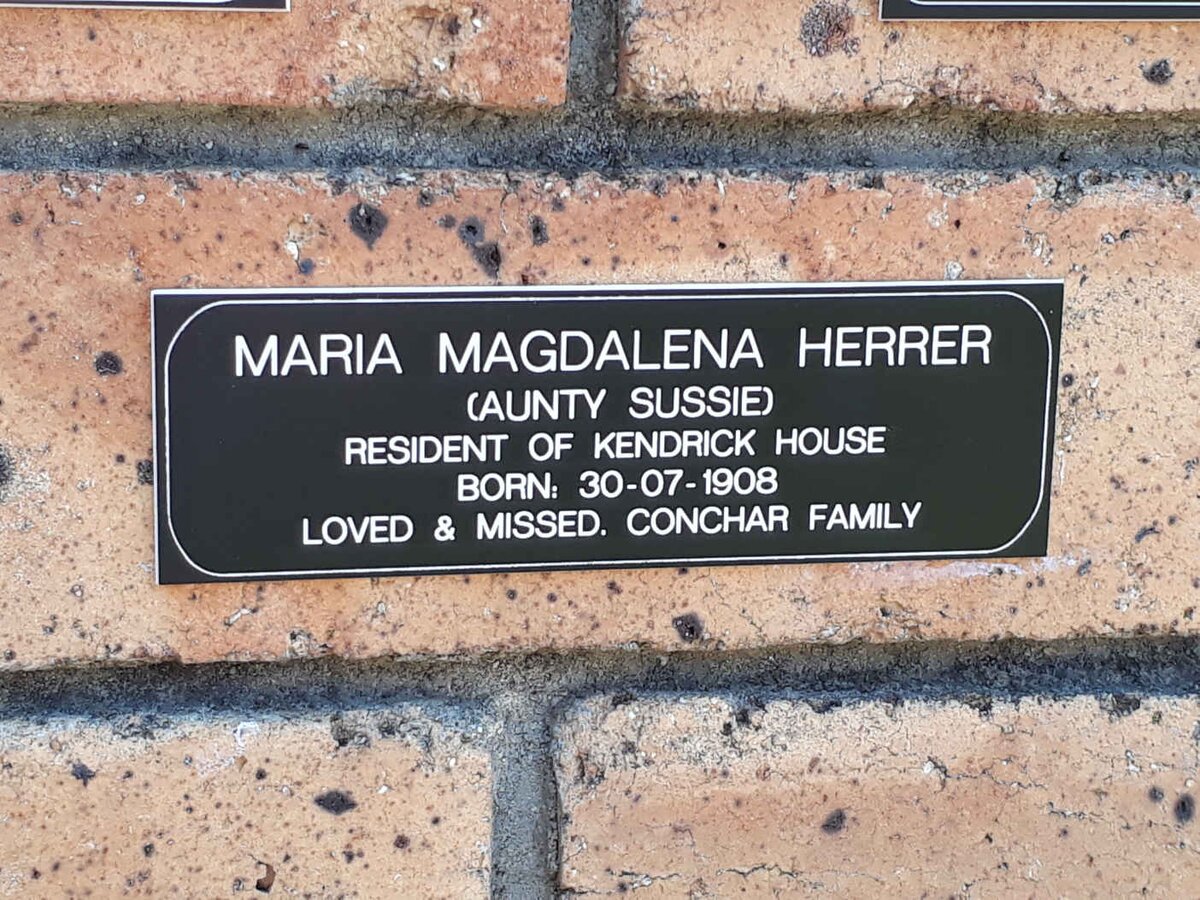 MARIA MAGDALENA HERRER
(AUNTY SUSSIE)
RESIDENT OF KENDRICK HOUSE
BORN: 30-07-1908
LOVED & MISSED. CONCHAR FAMILY